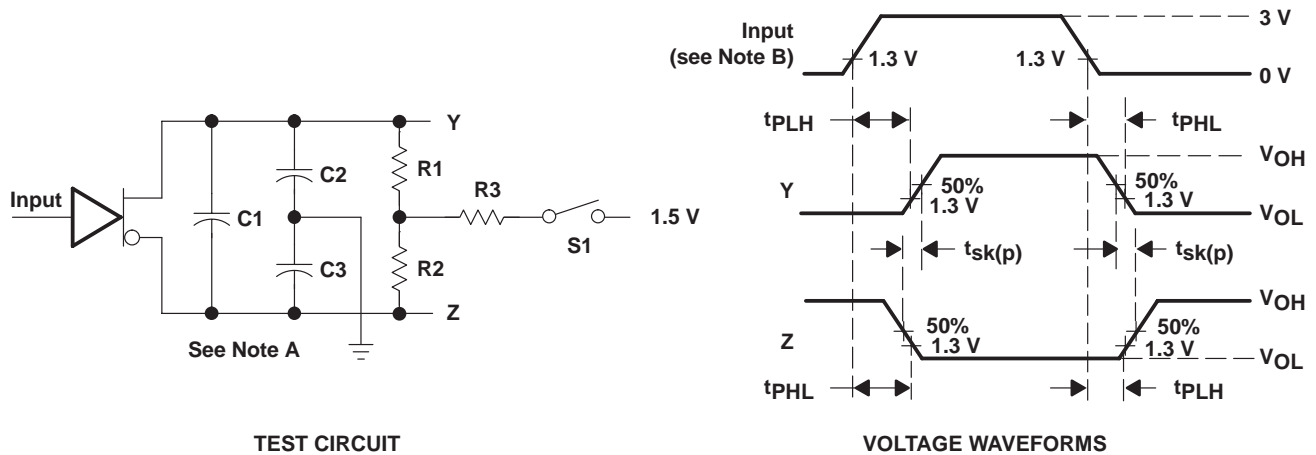 Input
Y
C1
C2
C3
R1
R2
R3
S1
1.5 V
Z
See Note A
TEST CIRCUIT
Input
(see Note B)
3 V
1.3 V
1.3 V
0 V
tPLH
tPHL
VOH
Y
50%
1.3 V
50%
1.3 V
VOL
tsk(p)
tsk(p)
VOH
Z
50%
1.3 V
50%
1.3 V
VOL
tPHL
tPLH
VOLTAGE WAVEFORMS